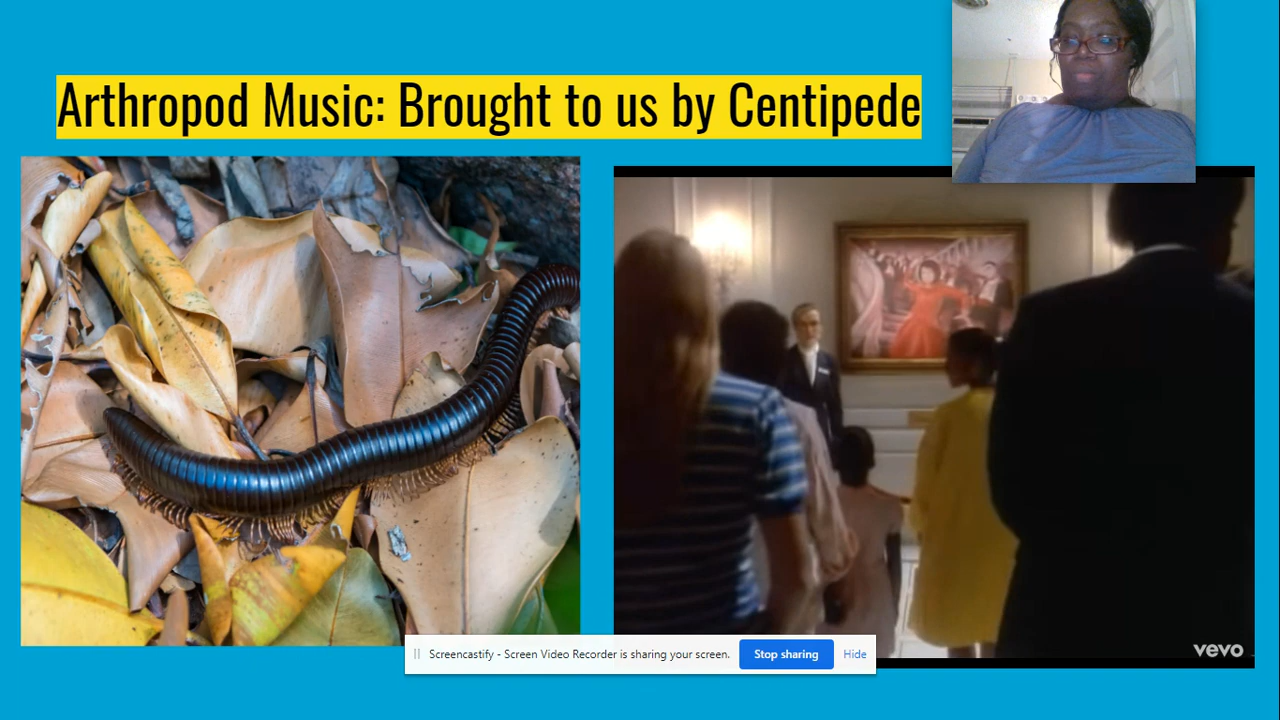 Arthropod Music: Brought to us by Centipede
Screencastify - Screen Video Recorder is sharing your screen.
Stop sharing
Hide
vevo